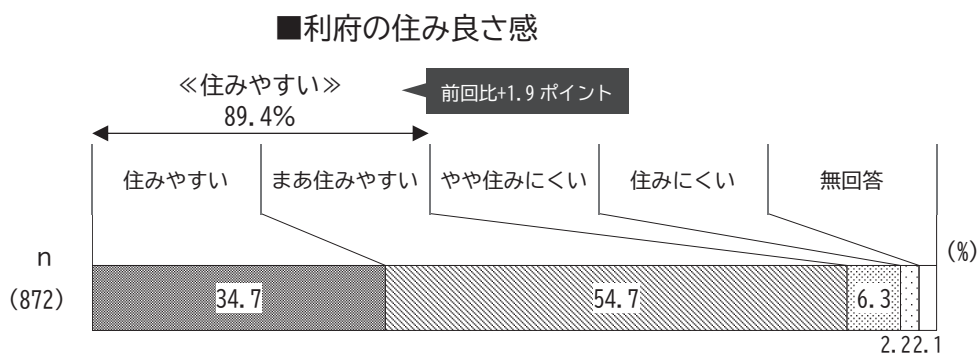 ■利府の住み良さ感
≪住みやすい≫
89.4%
前回比+1.9 ポイント
住みやすい
まあ住みやすい
やや住みにくい
住みにくい
無回答
(%)
n
(872)
34.7
54.7
6.3
2.2
2.1